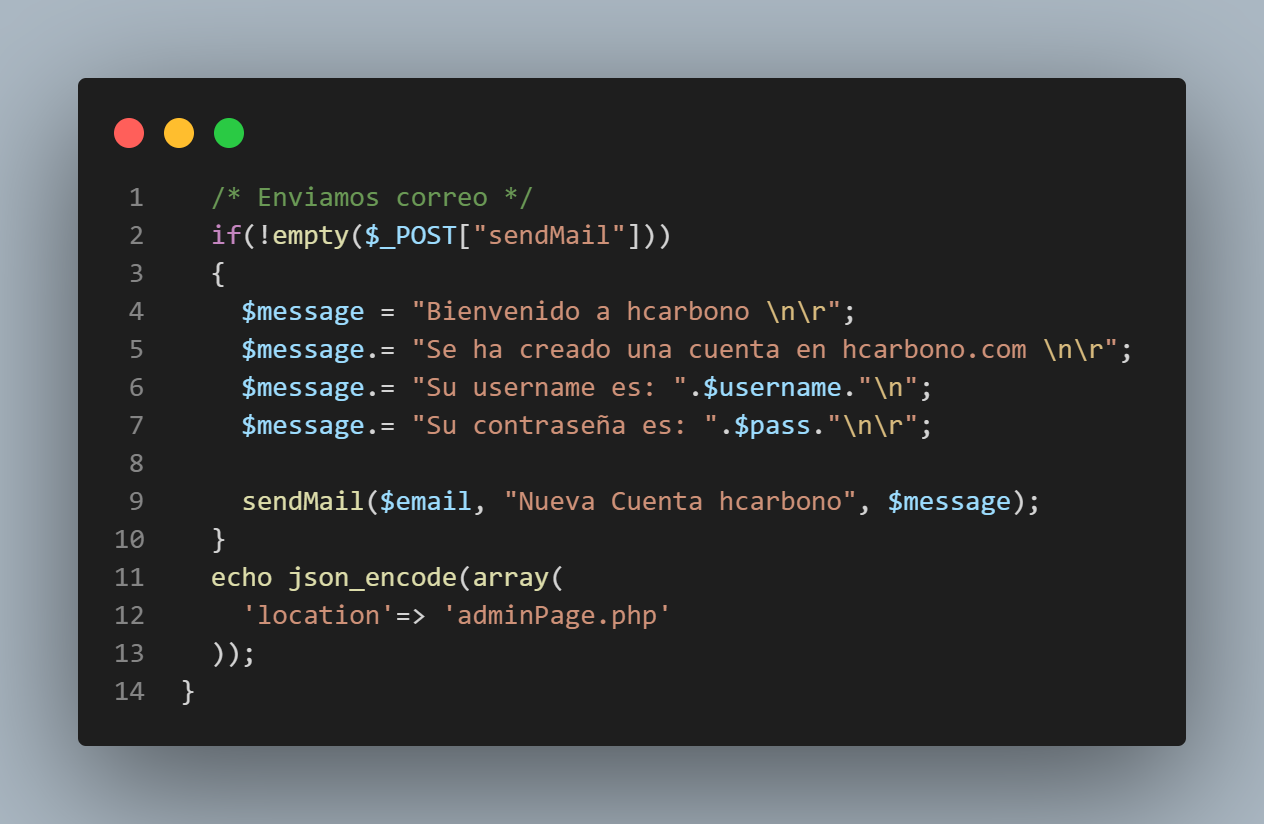 1 /* Enviamos correo */
2 if(!empty($_POST["sendMail"]))
3 {
4 $message = "Bienvenido a hcarbono \n\r";
5 $message.= "Se ha creado una cuenta en hcarbono.com \n\r";
6 $message.= "Su username es: ".$username."\n";
7 $message.= "Su contraseña es: ".$pass."\n\r";
8
9 sendMail($email, "Nueva Cuenta hcarbono", $message);
10 }
11 echo json_encode(array(
12 'location'=> 'adminPage.php'
13 ));
14 }